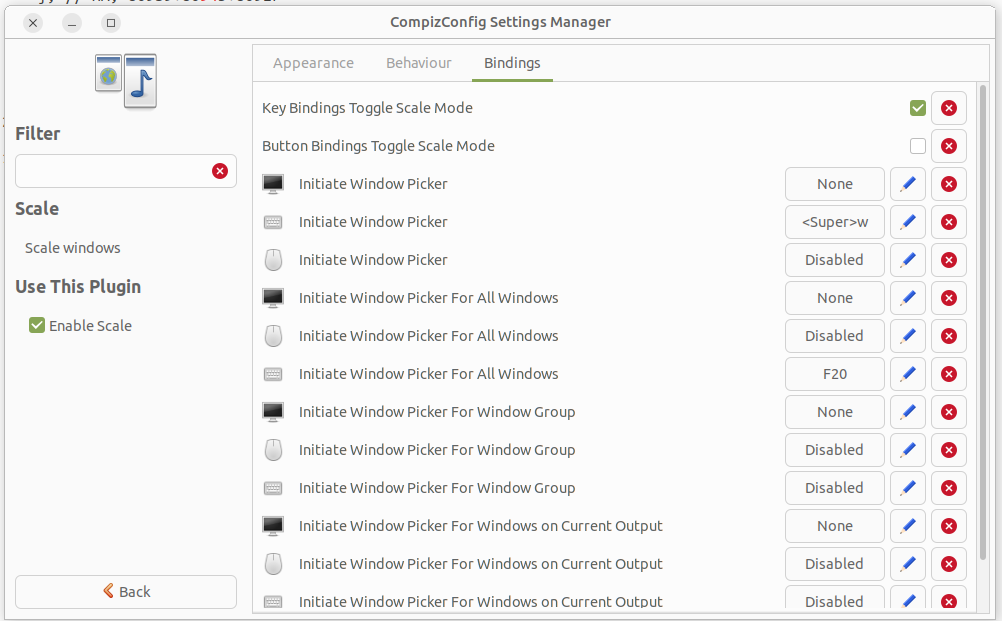 CompizConfig Settings Manager
Filter
Scale
Scale windows
Use This Plugin
Enable Scale
Back
Appearance Behaviour Bindings
Key Bindings Toggle Scale Mode
Button Bindings Toggle Scale Mode
Initiate Window Picker None
Initiate Window Picker <Super>w
Initiate Window Picker Disabled
Initiate Window Picker For All Windows None
Initiate Window Picker For All Windows Disabled
Initiate Window Picker For All Windows F20
Initiate Window Picker For Window Group None
Initiate Window Picker For Window Group Disabled
Initiate Window Picker For Window Group Disabled
Initiate Window Picker For Windows on Current Output None
Initiate Window Picker For Windows on Current Output Disabled
Initiate Window Picker For Windows on Current Output Disabled